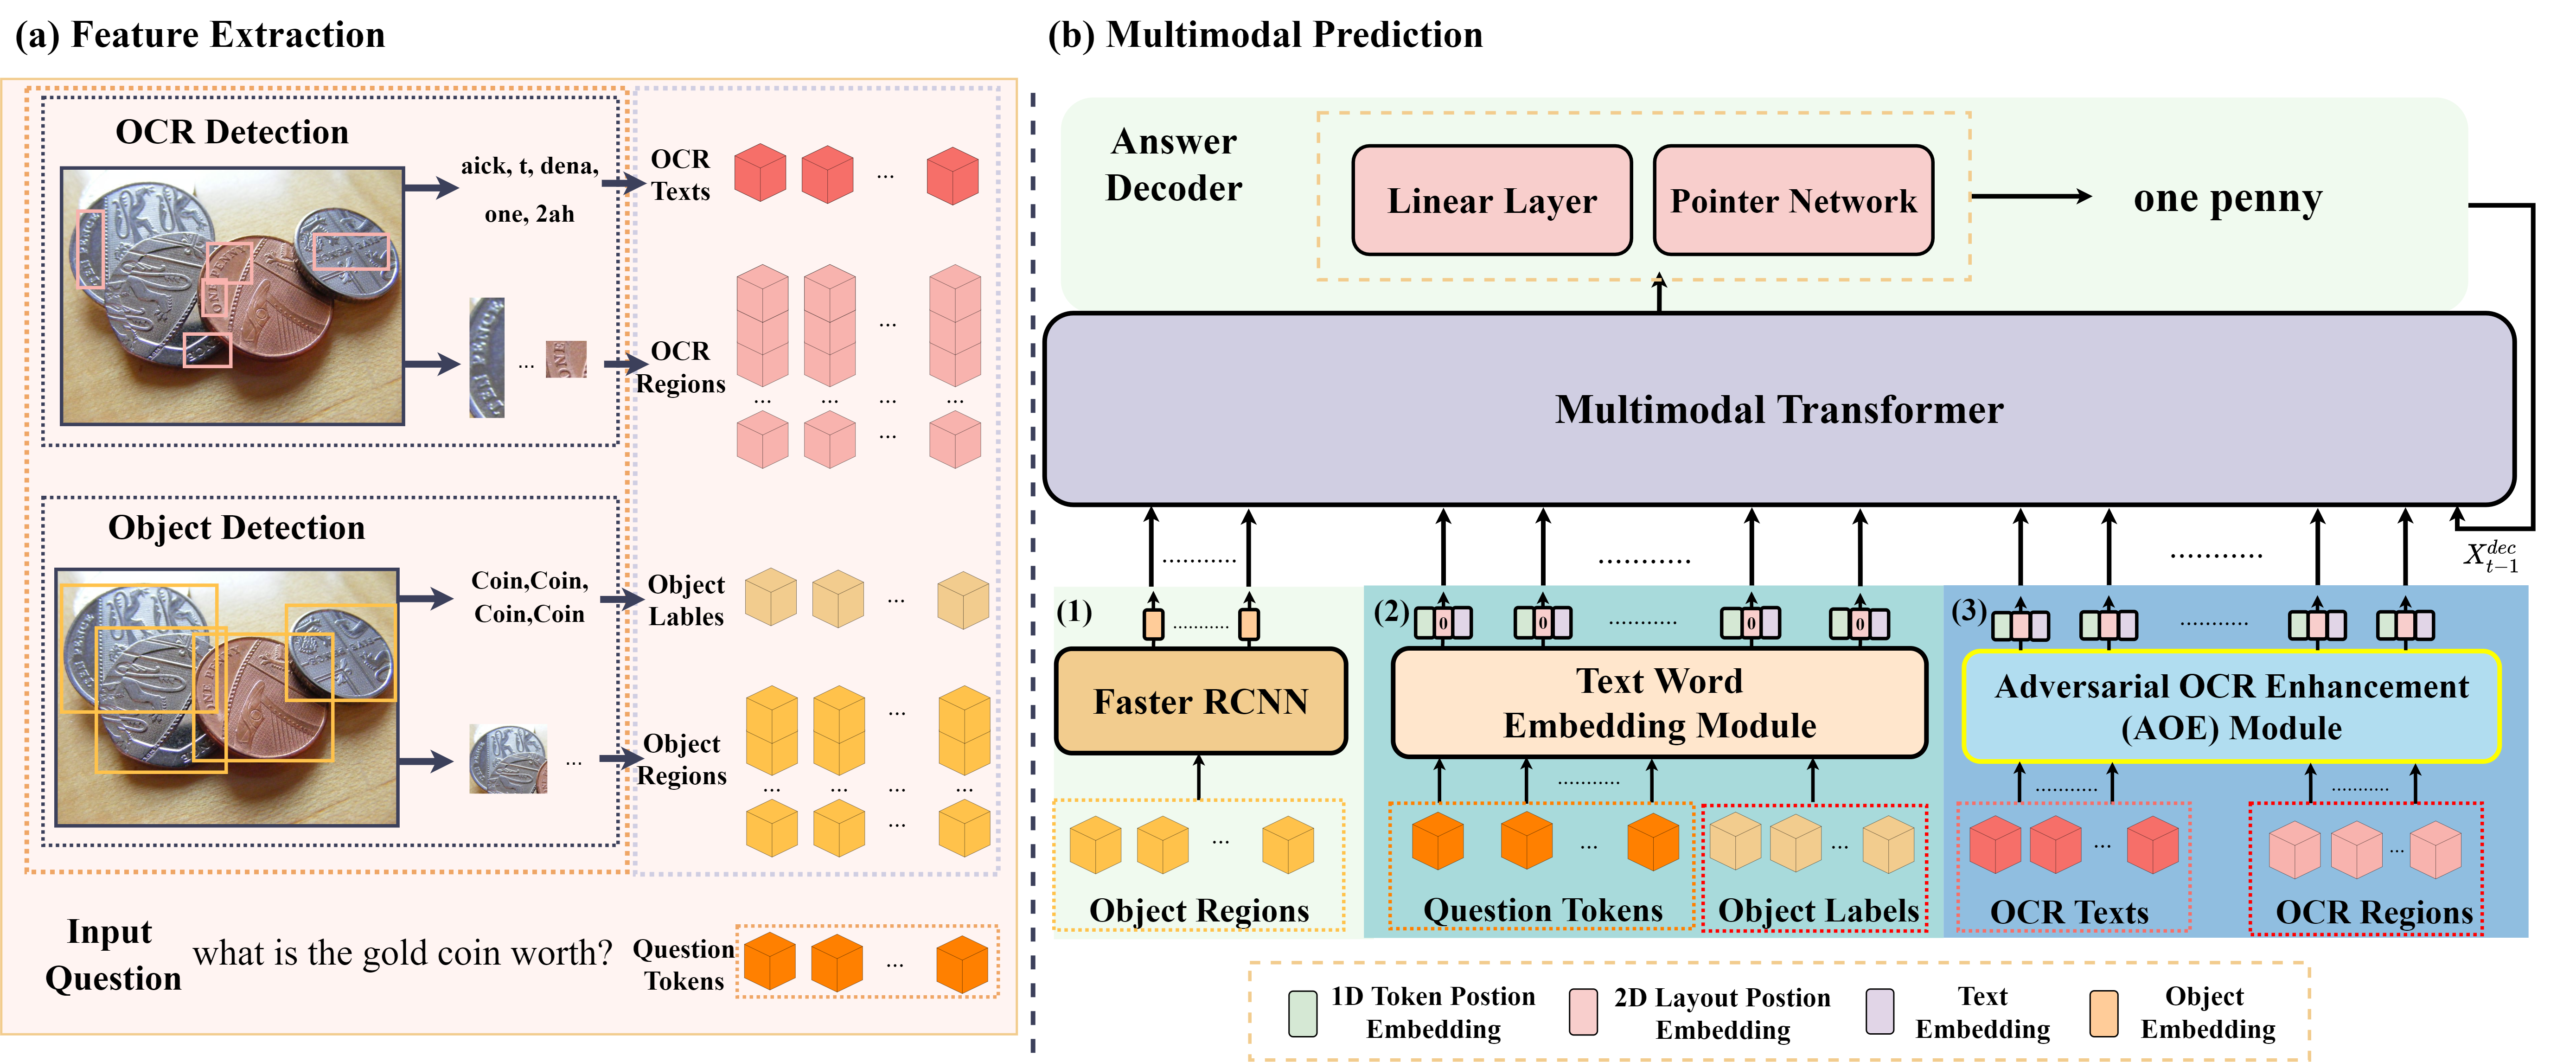 (a) Feature Extraction
OCR Detection
aick, t, dena,
one, 2ah
...
OCR
Texts
...
OCR
Regions
...
... ... ... ...
...
Object Detection
Coin,Coin,
Coin,Coin
...
Object
Lables
...
Object
Regions
...
... ... ... ...
...
Input
Question
what is the gold coin worth?
Question
Tokens
...
(b) Multimodal Prediction
Answer
Decoder
Linear Layer
Pointer Network
one penny
Multimodal Transformer
........... ............ ............
X_{t-1}^{dec}
(1)
...........
Faster RCNN
...
Object Regions
(2)
0 0 ............ 0 0
Text Word
Embedding Module
...........
...
Question Tokens
...
Object Labels
(3)
............
Adversarial OCR Enhancement
(AOE) Module
...........
...
OCR Texts
...........
...
OCR Regions
1D Token Postion
Embedding
2D Layout Postion
Embedding
Text
Embedding
Object
Embedding